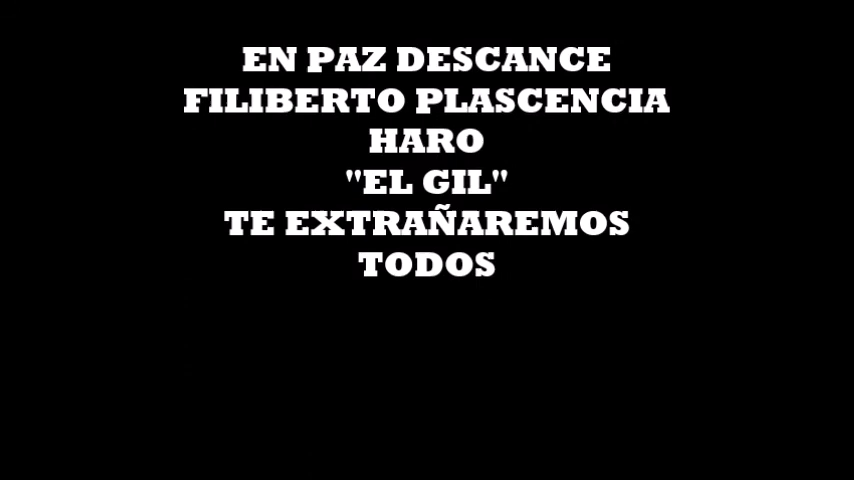 EN PAZ DESCANCE
FILIBERTO PLASCENCIA
HARO
"EL GIL"
TE EXTRAÑAREMOS
TODOS